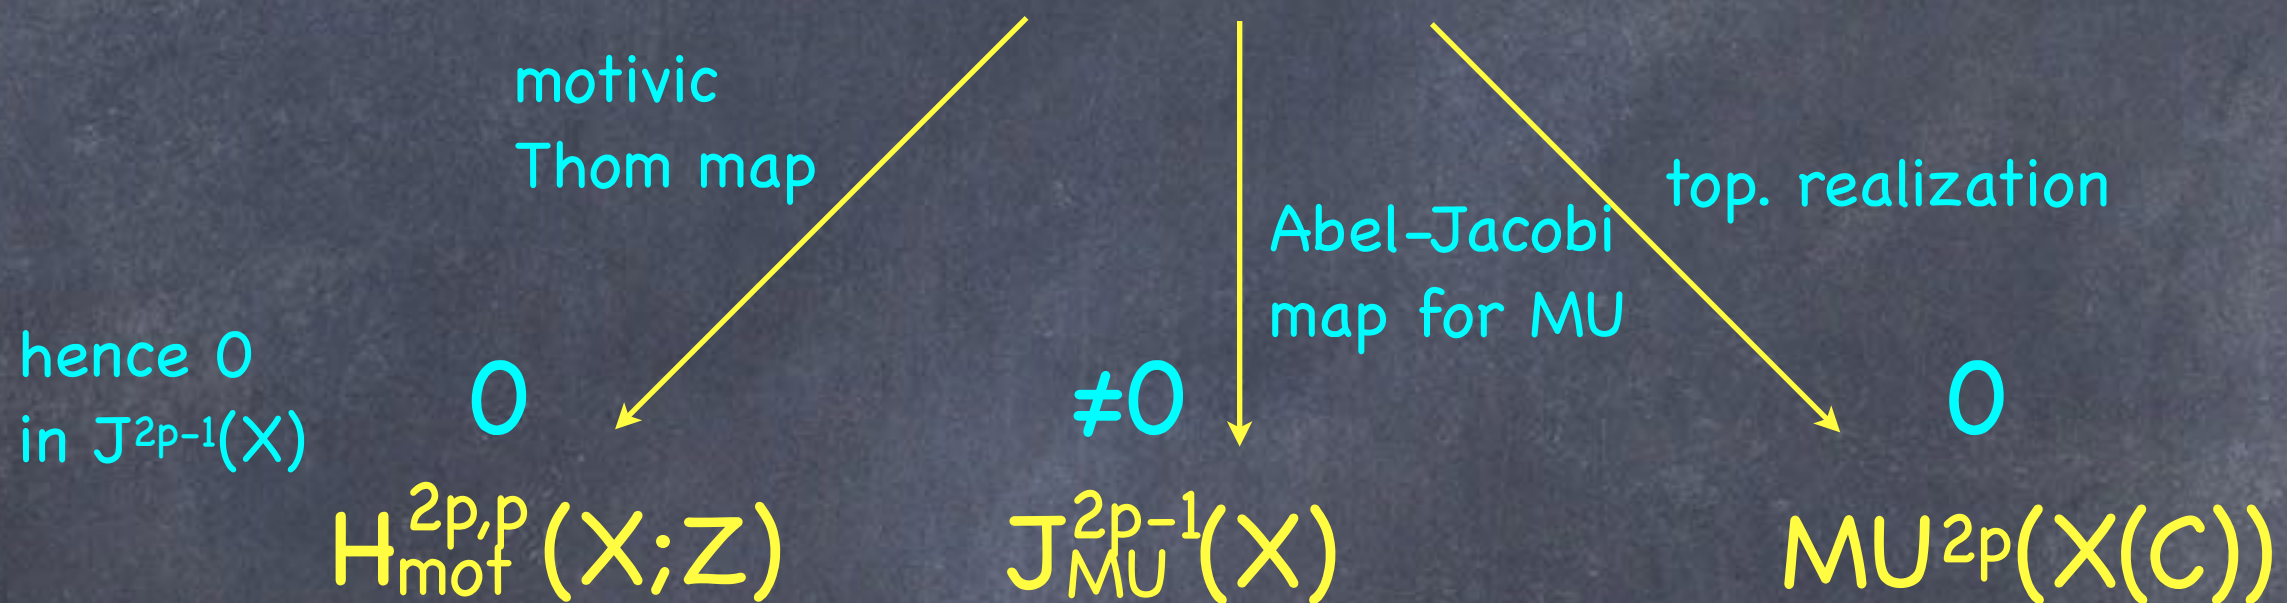 motivic
Thom map
top. realization
Abel-Jacobi
map for MU
hence 0
in J²ᵖ⁻¹(X)
0
≠0
0
H²ᵖ,ᵖmot(X;Z)
J²ᵖ⁻¹MU(X)
MU²ᵖ(X(C))